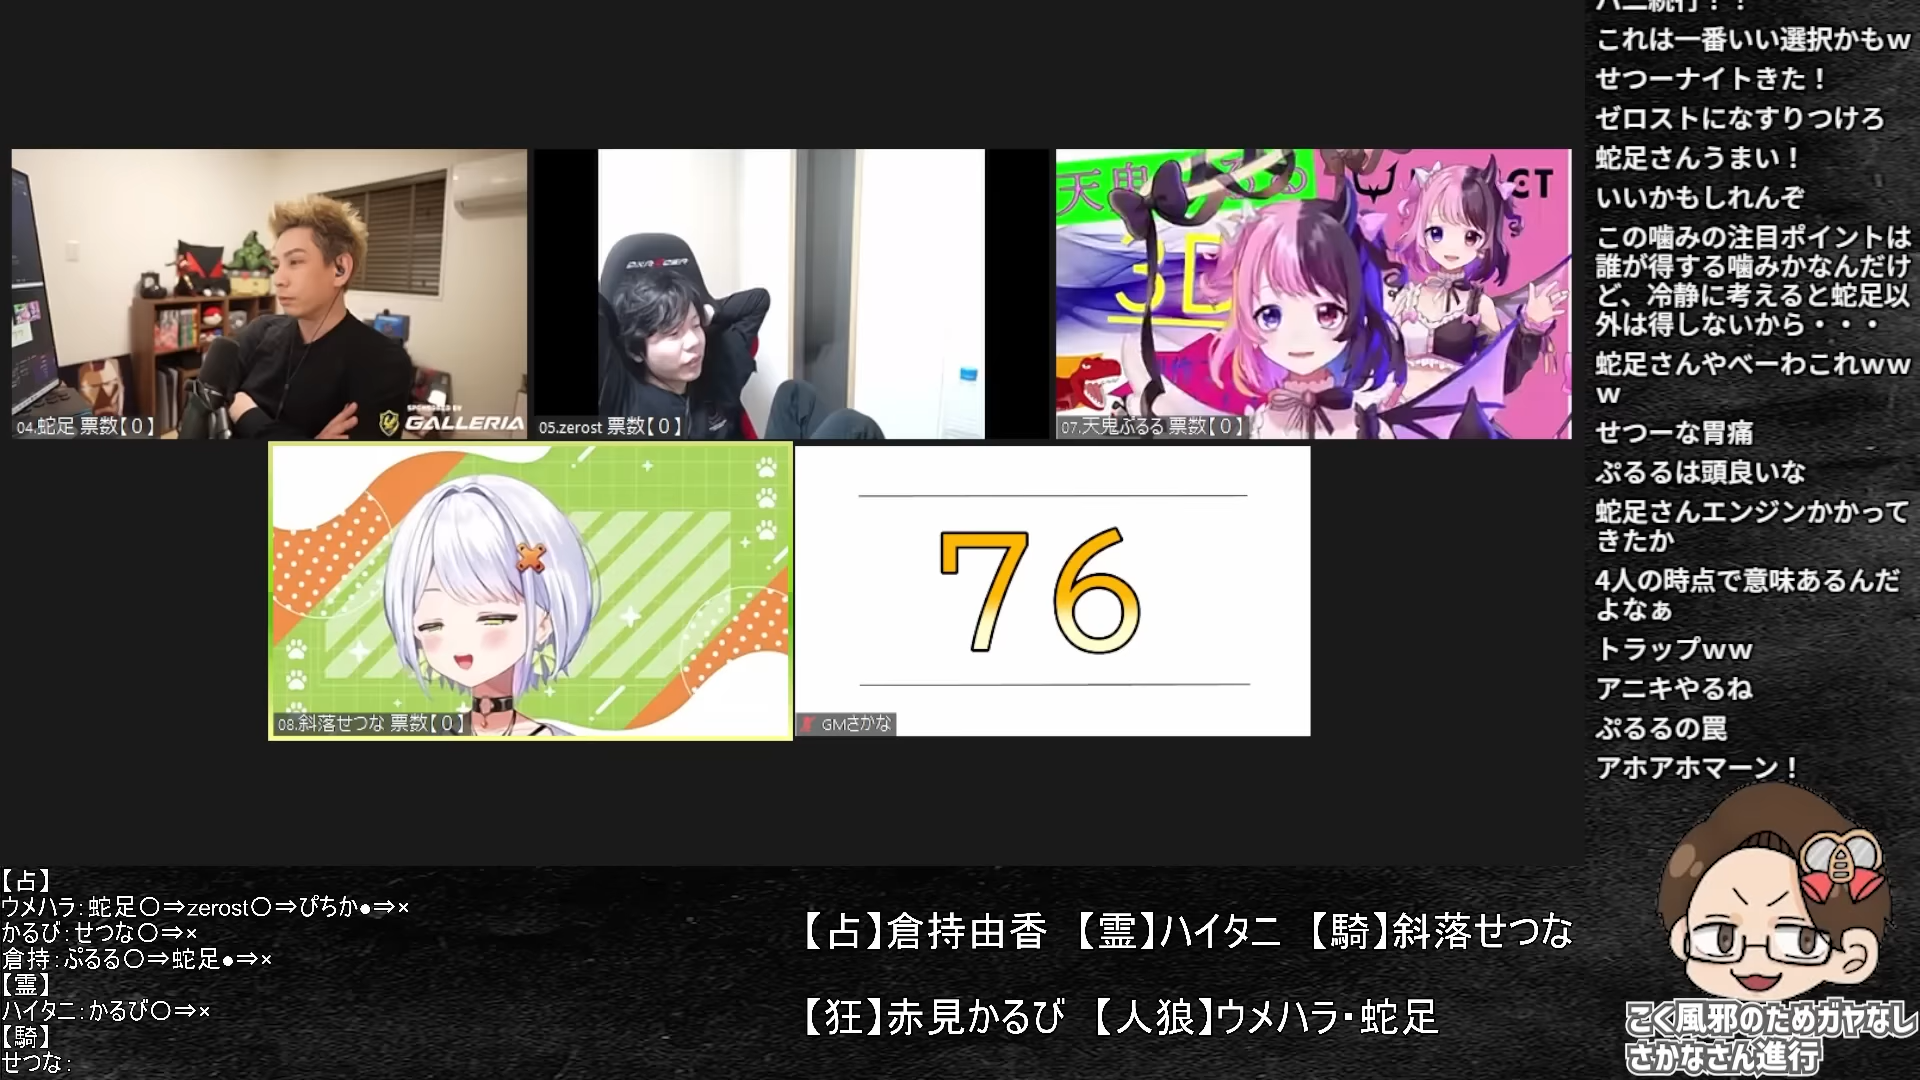 パニ続行！！
これは一番いい選択かもｗ
せつーナイトきた！
ゼロストになすりつけろ
蛇足さんうまい！
いいかもしれんぞ
この噛みの注目ポイントは
誰が得する噛みかなんだけ
ど、冷静に考えると蛇足以
外は得しないから・・・
蛇足さんやべーわこれｗｗ
ｗ
せつーな胃痛
ぷるるは頭良いな
蛇足さんエンジンかかって
きたか
4人の時点で意味あるんだ
よなぁ
トラップｗｗ
アニキやるね
ぷるるの罠
アホアホマーン！
DXRACER
3D
SPONSORED BY
GALLERIA
04.蛇足 票数【0】
05.zerost 票数【0】
07.天鬼ぷるる 票数【0】
76
08.斜落せつな 票数【0】
GMさかな
【占】
ウメハラ：蛇足〇⇒zerost〇⇒ぴちか●⇒×
かるび：せつな〇⇒×
倉持：ぷるる〇⇒蛇足●⇒×
【霊】
ハイタニ：かるび〇⇒×
【騎】
せつな：
【占】倉持由香 【霊】ハイタニ 【騎】斜落せつな
【狂】赤見かるび 【人狼】ウメハラ・蛇足
こく風邪のためガヤなし
さかなさん進行